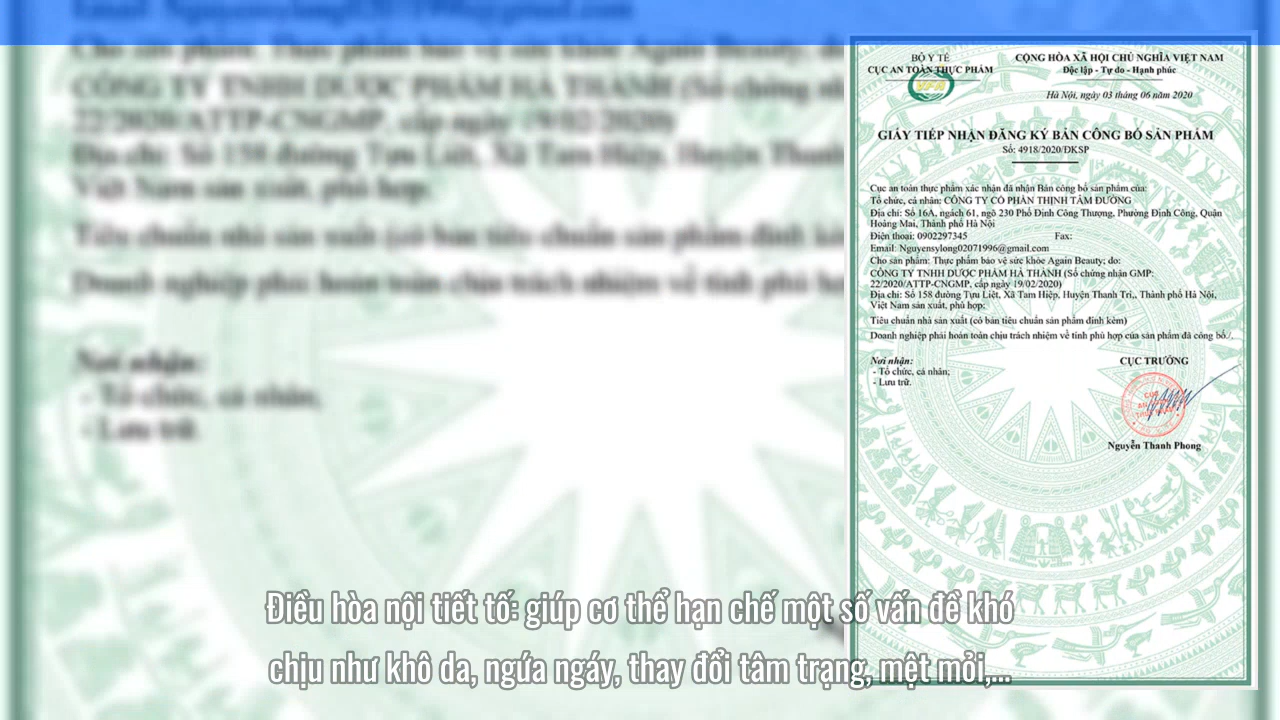 BỘ Y TẾ
CỤC AN TOÀN THỰC PHẨM
CỘNG HÒA XÃ HỘI CHỦ NGHĨA VIỆT NAM
Độc lập - Tự do - Hạnh phúc
Hà Nội, ngày 03 tháng 06 năm 2020
GIẤY TIẾP NHẬN ĐĂNG KÝ BẢN CÔNG BỐ SẢN PHẨM
Số: 4918/2020/ĐKSP
Cục an toàn thực phẩm xác nhận đã nhận Bản công bố sản phẩm của:
Tổ chức, cá nhân: CÔNG TY CỔ PHẦN THỊNH TÂM ĐƯỜNG
Địa chỉ: Số 16A, ngách 61, ngõ 230 Phố Định Công Thượng, Phường Định Công, Quận
Hoàng Mai, Thành phố Hà Nội
Điện thoại: 0902297345 Fax:
Email: Nguyensylong02071996@gmail.com
Cho sản phẩm: Thực phẩm bảo vệ sức khỏe Again Beauty; do:
CÔNG TY TNHH DƯỢC PHẨM HÀ THÀNH (Số chứng nhận GMP:
22/2020/ATTP-CNGMP, cấp ngày 19/02/2020)
Địa chỉ: Số 158 đường Tựu Liệt, Xã Tam Hiệp, Huyện Thanh Trì,, Thành phố Hà Nội,
Việt Nam sản xuất, phù hợp:
Tiêu chuẩn nhà sản xuất (có bản tiêu chuẩn sản phẩm đính kèm)
Doanh nghiệp phải hoàn toàn chịu trách nhiệm về tính phù hợp của sản phẩm đã công bố./.
Nơi nhận:
- Tổ chức, cá nhân;
- Lưu trữ.
CỤC TRƯỞNG
Nguyễn Thanh Phong
Điều hòa nội tiết tố: giúp cơ thể hạn chế một số vấn đề khó
chịu như khô da, ngứa ngáy, thay đổi tâm trạng, mệt mỏi,...